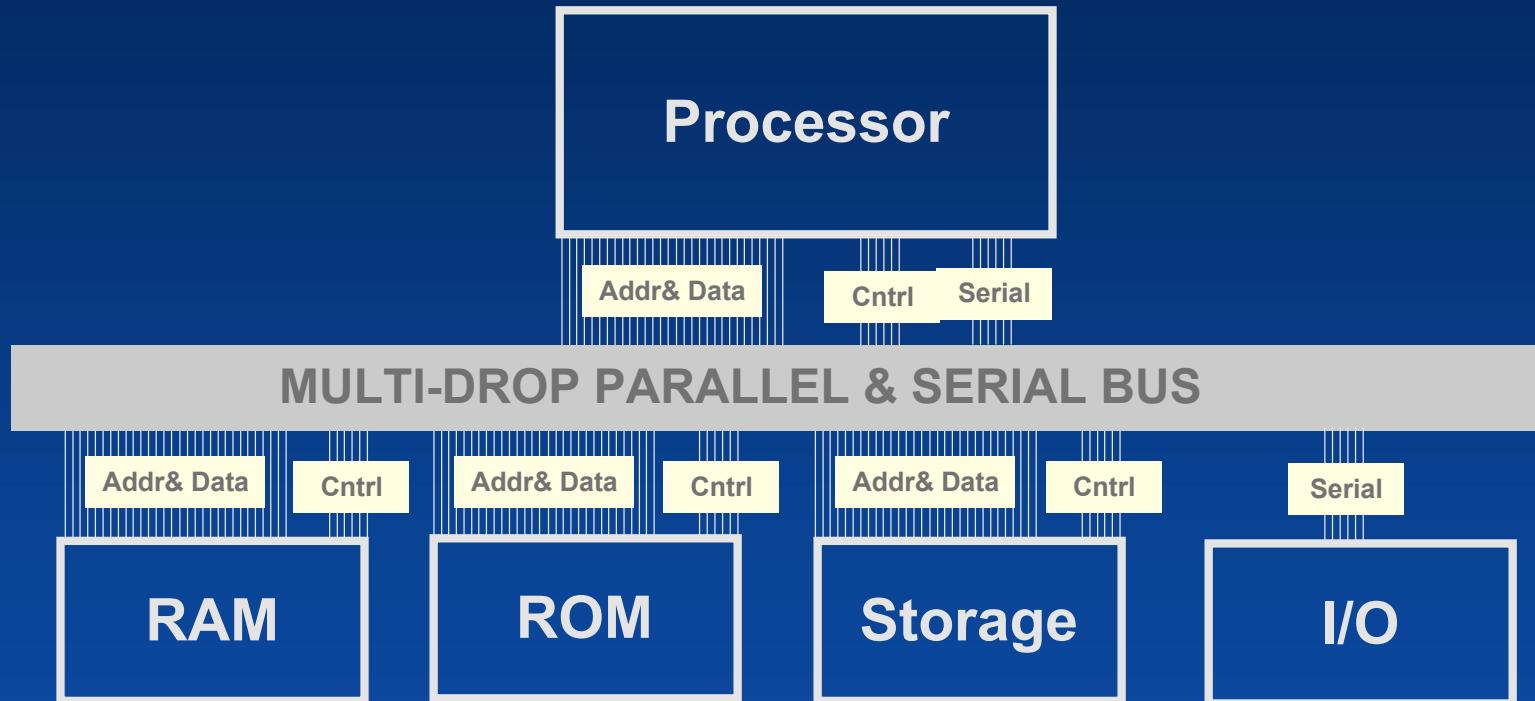 Processor
Addr& Data
Cntrl
Serial
MULTI-DROP PARALLEL & SERIAL BUS
Addr& Data
Cntrl
Addr& Data
Cntrl
Addr& Data
Cntrl
Serial
RAM
ROM
Storage
I/O